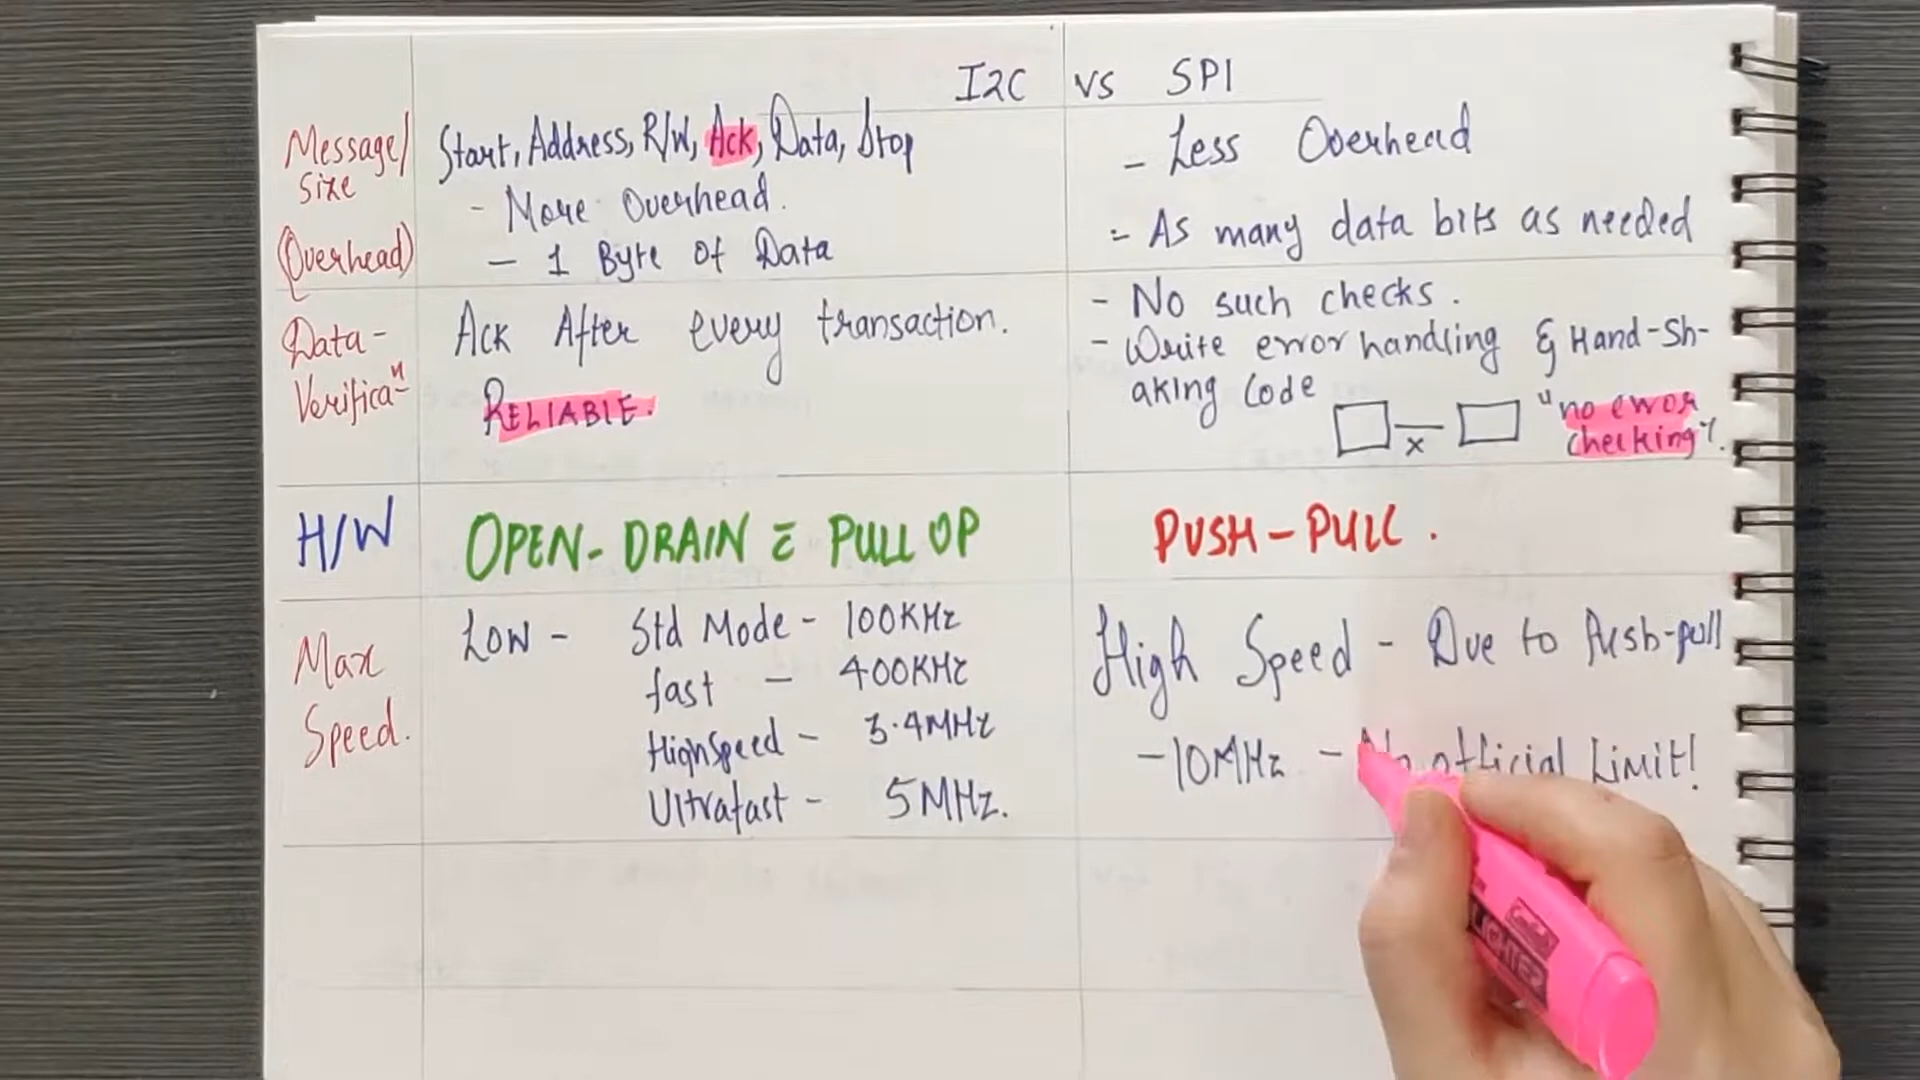 I2C vs SPI
Message/
Size
(Overhead)
Start, Address, R/W, Ack, Data, Stop
- More Overhead.
- 1 Byte of Data
- Less Overhead
- As many data bits as needed
Data-
Verifica"
Ack After every transaction.
RELIABLE.
- No such checks.
- Write error handling & Hand-Sh-
aking Code
x
"no error
checking".
H/W
OPEN-DRAIN PULL UP
PUSH-PULL.
Max
Speed.
LOW - Std Mode - 100KHz
fast - 400KHz
HighSpeed - 3.4MHz
Ultrafast - 5MHz.
High Speed - Due to Push-pull
-10MHz - No official Limit!